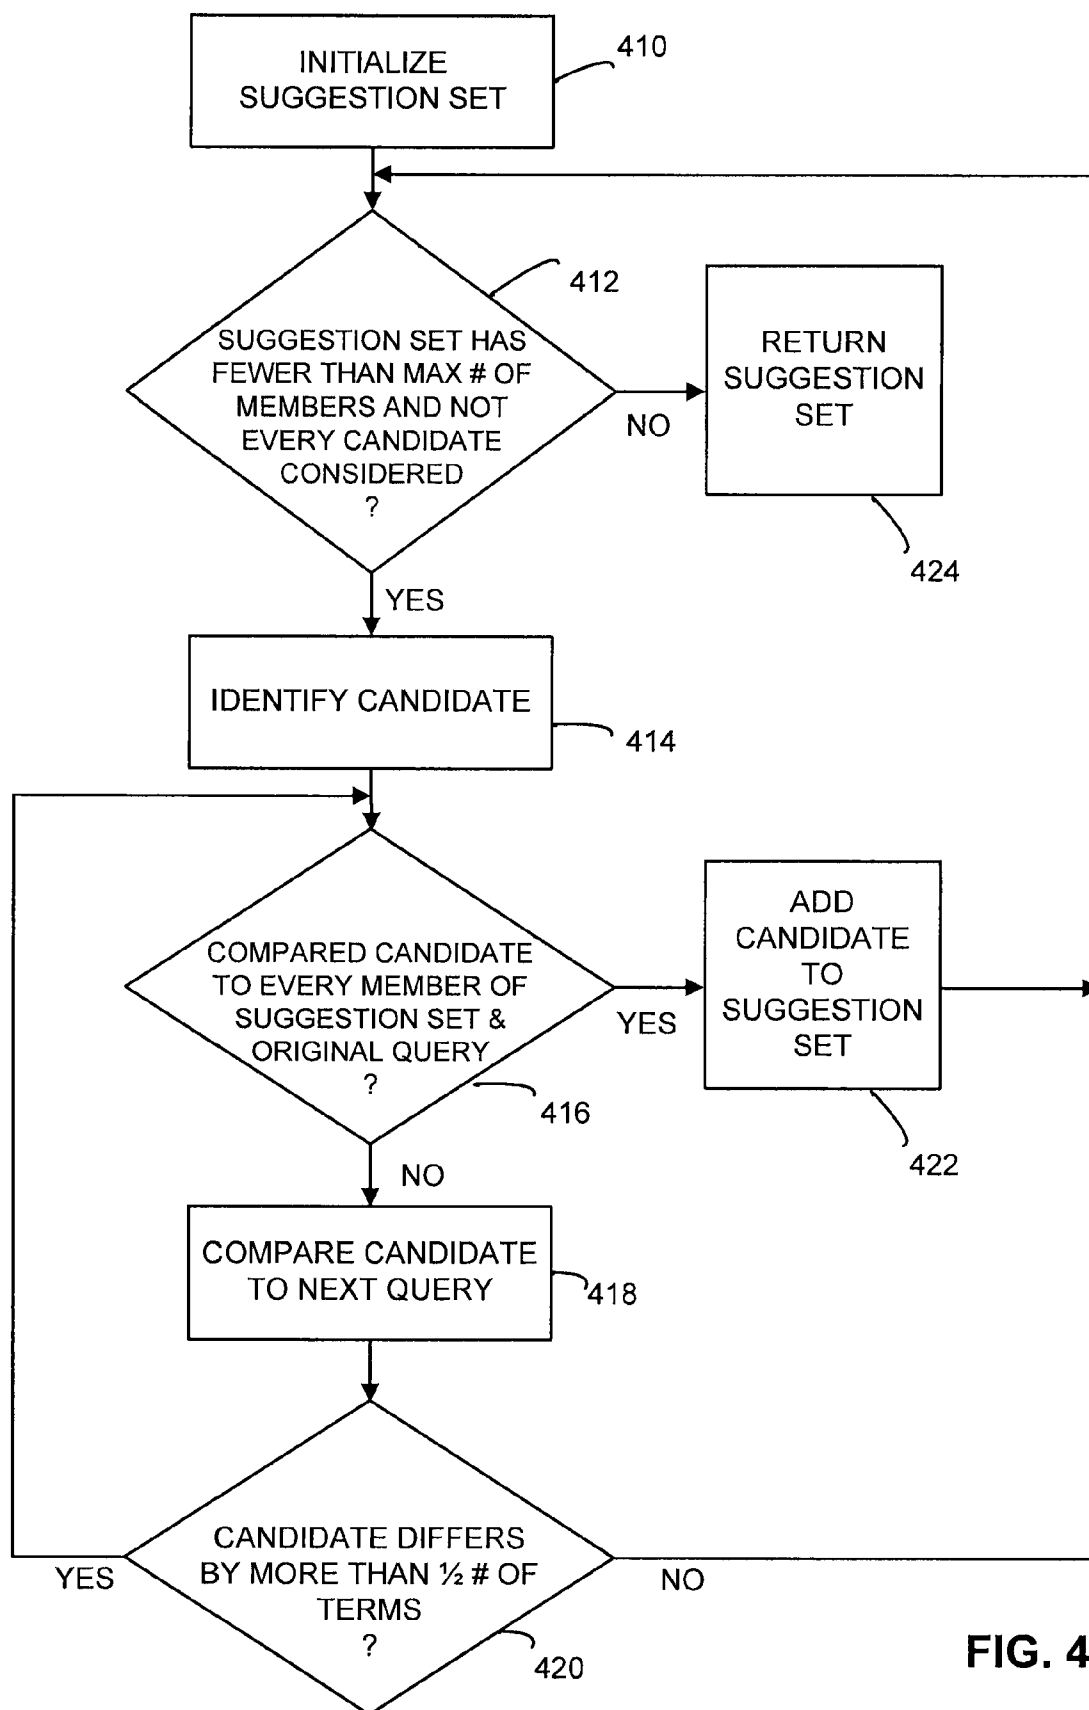 INITIALIZE
SUGGESTION SET
410
SUGGESTION SET HAS
FEWER THAN MAX # OF
MEMBERS AND NOT
EVERY CANDIDATE
CONSIDERED
?
412
NO
RETURN
SUGGESTION
SET
424
YES
IDENTIFY CANDIDATE
414
COMPARED CANDIDATE
TO EVERY MEMBER OF
SUGGESTION SET &
ORIGINAL QUERY
?
416
YES
ADD
CANDIDATE
TO
SUGGESTION
SET
422
NO
COMPARE CANDIDATE
TO NEXT QUERY
418
CANDIDATE DIFFERS
BY MORE THAN ½ # OF
TERMS
?
420
YES
NO
FIG. 4